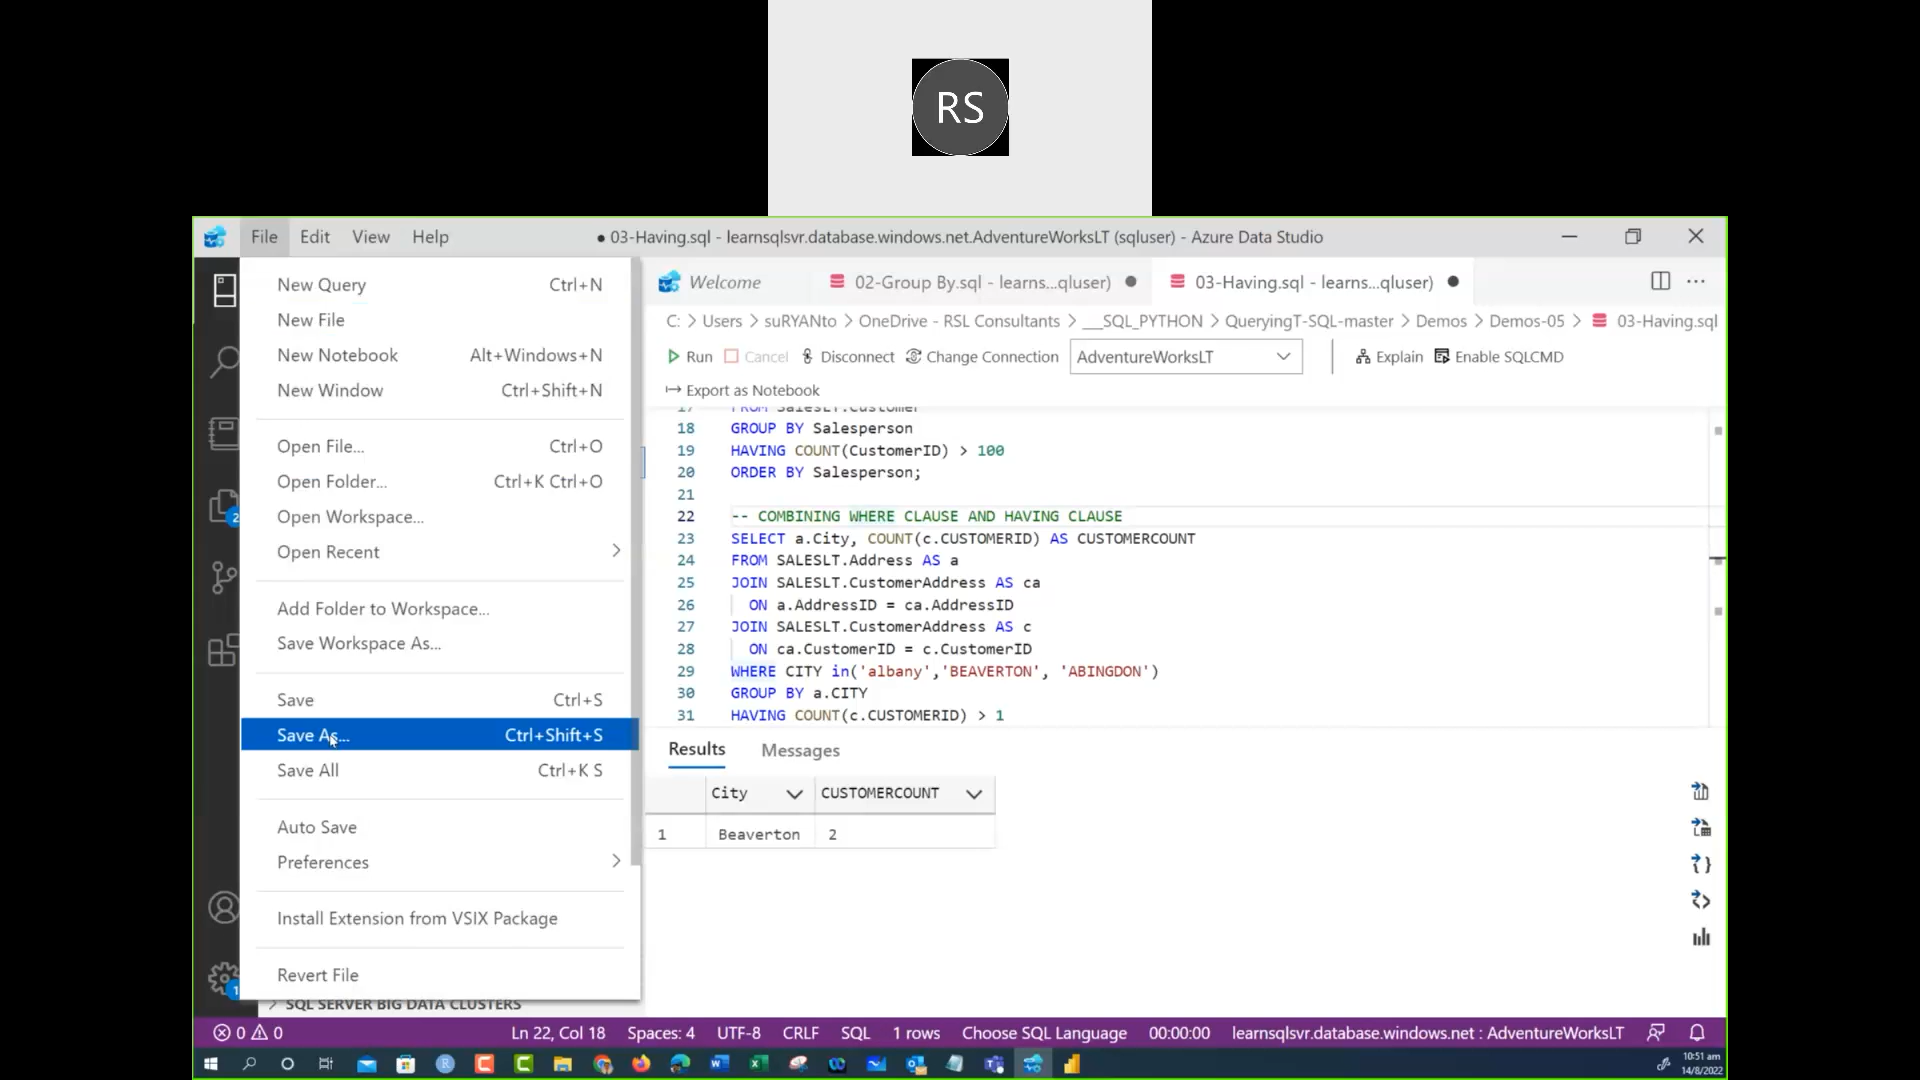 RS
File Edit View Help
● 03-Having.sql - learnsqlsvr.database.windows.net.AdventureWorksLT (sqluser) - Azure Data Studio
New Query Ctrl+N
New File
New Notebook Alt+Windows+N
New Window Ctrl+Shift+N
Open File... Ctrl+O
Open Folder... Ctrl+K Ctrl+O
Open Workspace...
Open Recent
Add Folder to Workspace...
Save Workspace As...
Save Ctrl+S
Save As... Ctrl+Shift+S
Save All Ctrl+K S
Auto Save
Preferences
Install Extension from VSIX Package
Revert File
SQL SERVER BIG DATA CLUSTERS
2
1
Welcome 02-Group By.sql - learns...qluser) ● 03-Having.sql - learns...qluser) ●
C: > Users > suRYANto > OneDrive - RSL Consultants > ___SQL_PYTHON > QueryingT-SQL-master > Demos > Demos-05 > 03-Having.sql
Run Cancel Disconnect Change Connection AdventureWorksLT Explain Enable SQLCMD
Export as Notebook
17 FROM SalesLT.Customer
18 GROUP BY Salesperson
19 HAVING COUNT(CustomerID) > 100
20 ORDER BY Salesperson;
21
22 -- COMBINING WHERE CLAUSE AND HAVING CLAUSE
23 SELECT a.City, COUNT(c.CUSTOMERID) AS CUSTOMERCOUNT
24 FROM SALESLT.Address AS a
25 JOIN SALESLT.CustomerAddress AS ca
26 ON a.AddressID = ca.AddressID
27 JOIN SALESLT.CustomerAddress AS c
28 ON ca.CustomerID = c.CustomerID
29 WHERE CITY in('albany','BEAVERTON', 'ABINGDON')
30 GROUP BY a.CITY
31 HAVING COUNT(c.CUSTOMERID) > 1
Results Messages
City CUSTOMERCOUNT
1 Beaverton 2
0 0 Ln 22, Col 18 Spaces: 4 UTF-8 CRLF SQL 1 rows Choose SQL Language 00:00:00 learnsqlsvr.database.windows.net : AdventureWorksLT
10:51 am
14/8/2022